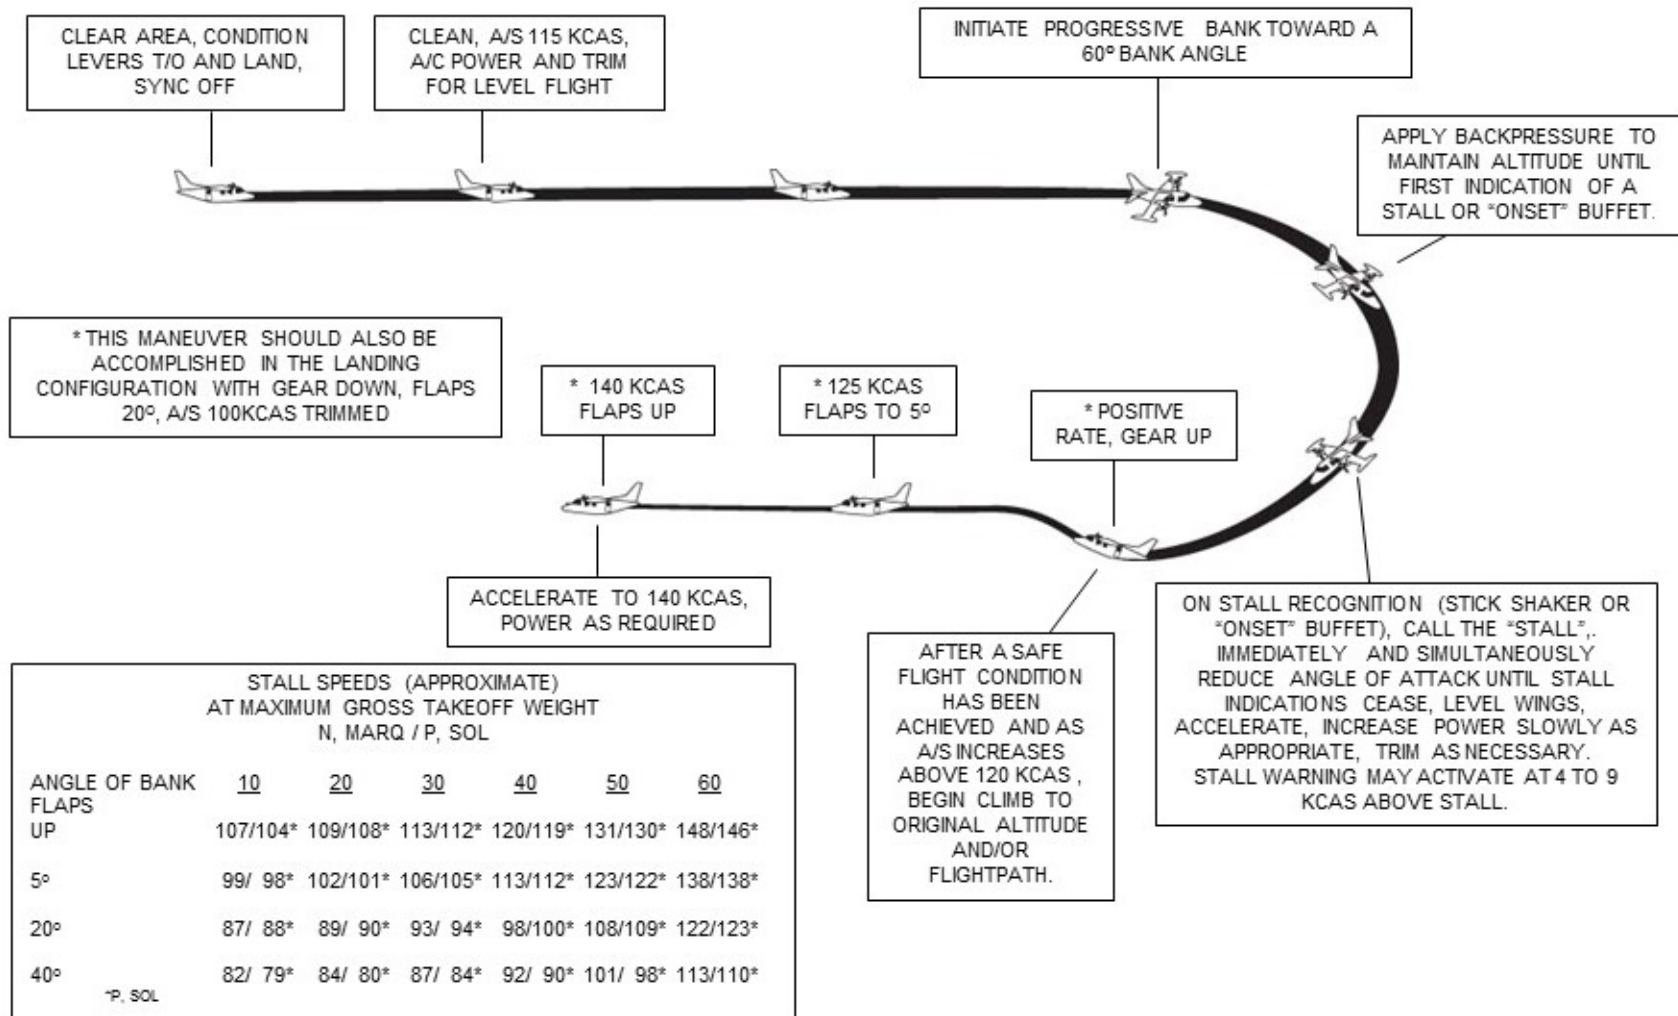 CLEAR AREA, CONDITION
LEVERS T/O AND LAND,
SYNC OFF
CLEAN, A/S 115 KCAS,
A/C POWER AND TRIM
FOR LEVEL FLIGHT
INITIATE PROGRESSIVE BANK TOWARD A
60º BANK ANGLE
APPLY BACKPRESSURE TO
MAINTAIN ALTITUDE UNTIL
FIRST INDICATION OF A
STALL OR “ONSET” BUFFET.
* THIS MANEUVER SHOULD ALSO BE
ACCOMPLISHED IN THE LANDING
CONFIGURATION WITH GEAR DOWN, FLAPS
20º, A/S 100KCAS TRIMMED
* 140 KCAS
FLAPS UP
* 125 KCAS
FLAPS TO 5º
* POSITIVE
RATE, GEAR UP
ACCELERATE TO 140 KCAS,
POWER AS REQUIRED
AFTER A SAFE
FLIGHT CONDITION
HAS BEEN
ACHIEVED AND AS
A/S INCREASES
ABOVE 120 KCAS ,
BEGIN CLIMB TO
ORIGINAL ALTITUDE
AND/OR
FLIGHTPATH.
ON STALL RECOGNITION (STICK SHAKER OR
“ONSET” BUFFET), CALL THE “STALL”,.
IMMEDIATELY AND SIMULTANEOUSLY
REDUCE ANGLE OF ATTACK UNTIL STALL
INDICATIONS CEASE, LEVEL WINGS,
ACCELERATE, INCREASE POWER SLOWLY AS
APPROPRIATE, TRIM AS NECESSARY.
STALL WARNING MAY ACTIVATE AT 4 TO 9
KCAS ABOVE STALL.
STALL SPEEDS (APPROXIMATE)
AT MAXIMUM GROSS TAKEOFF WEIGHT
N, MARQ / P, SOL
ANGLE OF BANK 10 20 30 40 50 60
FLAPS
UP 107/104* 109/108* 113/112* 120/119* 131/130* 148/146*
5º 99/ 98* 102/101* 106/105* 113/112* 123/122* 138/138*
20º 87/ 88* 89/ 90* 93/ 94* 98/100* 108/109* 122/123*
40º 82/ 79* 84/ 80* 87/ 84* 92/ 90* 101/ 98* 113/110*
*P, SOL